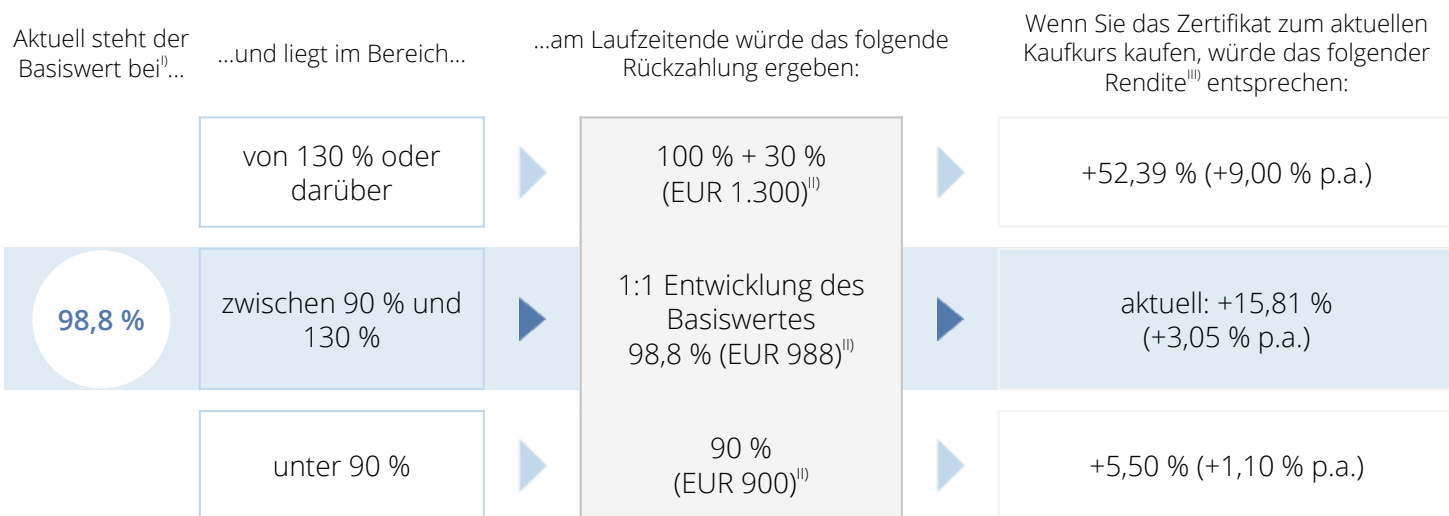 Aktuell steht der
Basiswert bei I)...
...und liegt im Bereich...
...am Laufzeitende würde das folgende
Rückzahlung ergeben:
Wenn Sie das Zertifikat zum aktuellen
Kaufkurs kaufen, würde das folgender
Rendite III) entsprechen:
von 130 % oder
darüber
100 % + 30 %
(EUR 1.300) II)
+52,39 % (+9,00 % p.a.)
98,8 %
zwischen 90 % und
130 %
1:1 Entwicklung des
Basiswertes
98,8 % (EUR 988) II)
aktuell: +15,81 %
(+3,05 % p.a.)
unter 90 %
90 %
(EUR 900) II)
+5,50 % (+1,10 % p.a.)